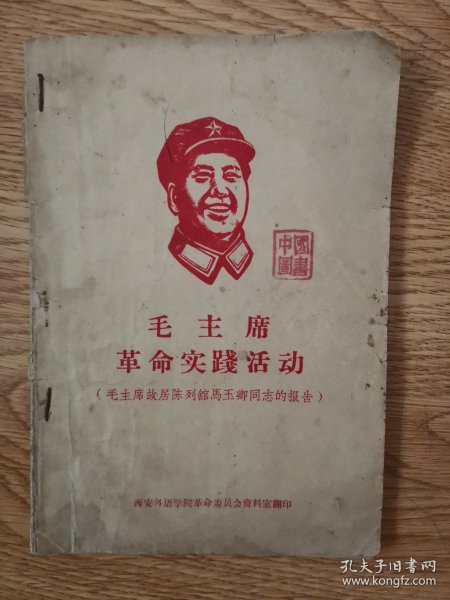 中國
圖書
毛主席
革命实踐活动
（毛主席故居陈列館馬玉卿同志的报告）
西安外语学院革命委員会資料室翻印
孔夫子旧书网
www.kongfz.com